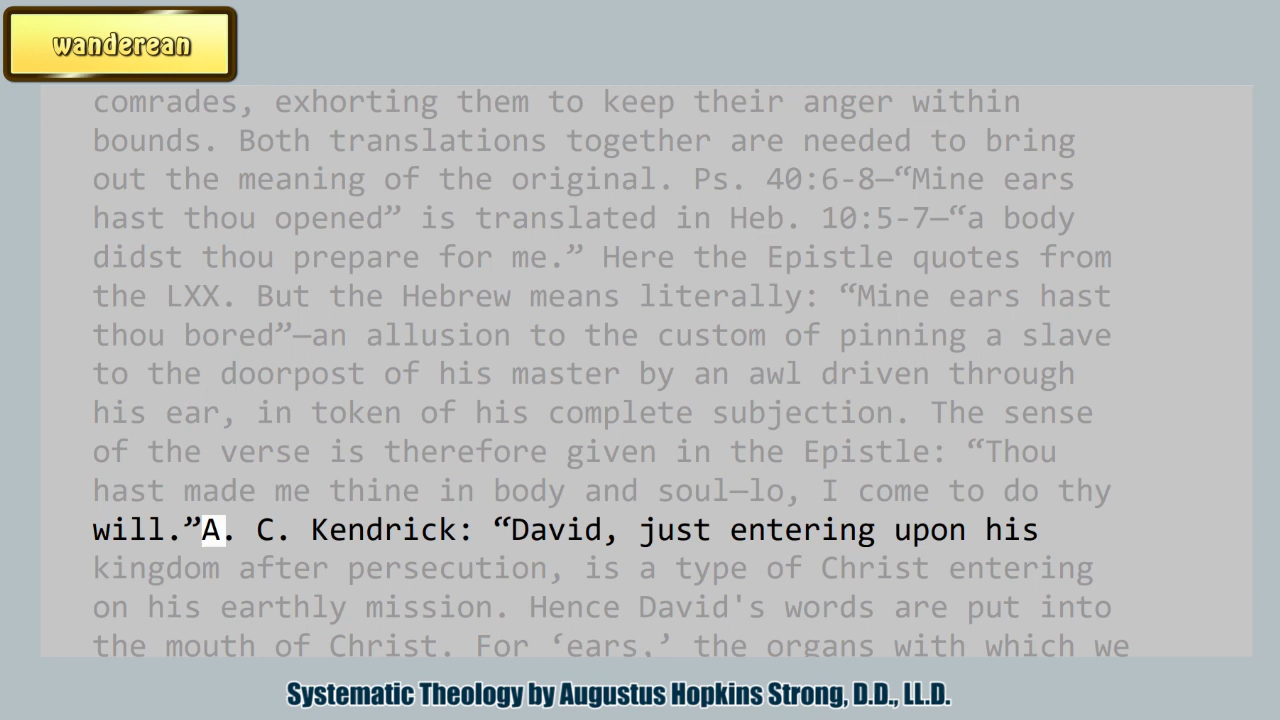 wanderean
comrades, exhorting them to keep their anger within
bounds. Both translations together are needed to bring
out the meaning of the original. Ps. 40:6-8—“Mine ears
hast thou opened” is translated in Heb. 10:5-7—“a body
didst thou prepare for me.” Here the Epistle quotes from
the LXX. But the Hebrew means literally: “Mine ears hast
thou bored”—an allusion to the custom of pinning a slave
to the doorpost of his master by an awl driven through
his ear, in token of his complete subjection. The sense
of the verse is therefore given in the Epistle: “Thou
hast made me thine in body and soul—lo, I come to do thy
will.”A. C. Kendrick: “David, just entering upon his
kingdom after persecution, is a type of Christ entering
on his earthly mission. Hence David's words are put into
the mouth of Christ. For ‘ears,’ the organs with which we
Systematic Theology by Augustus Hopkins Strong, D.D., LL.D.